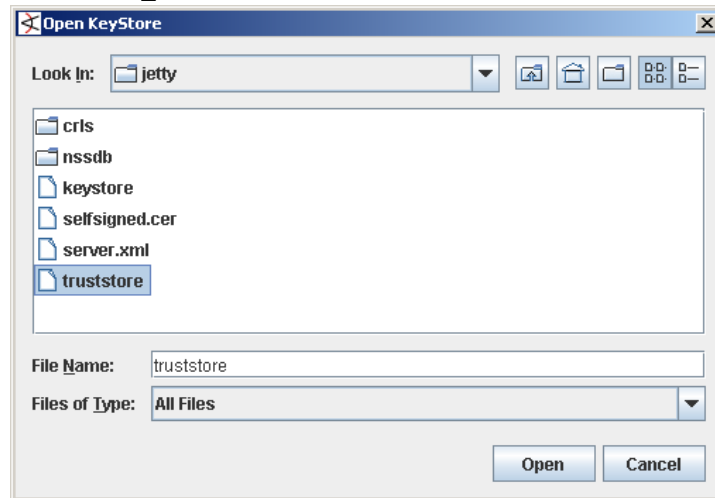 Open KeyStore
Look In: jetty
crls
nssdb
keystore
selfsigned.cer
server.xml
truststore
File Name: truststore
Files of Type: All Files
Open Cancel